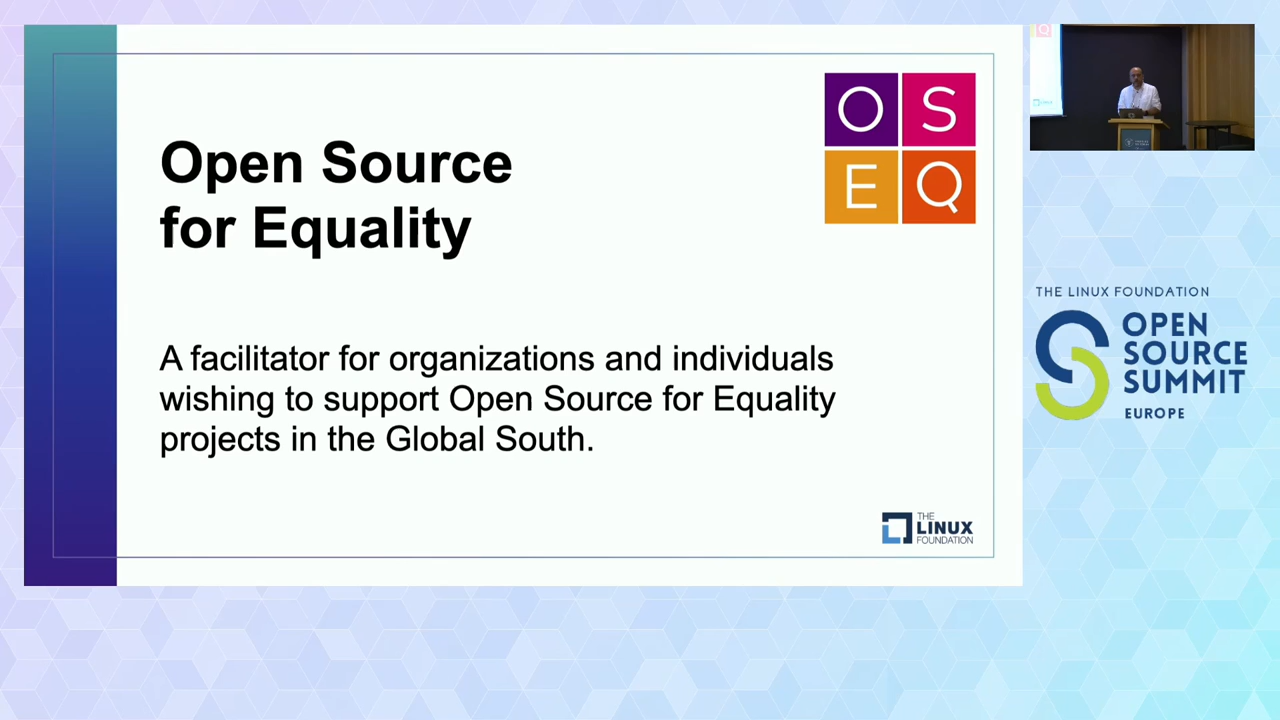 Open Source
for Equality
O S
E Q
A facilitator for organizations and individuals
wishing to support Open Source for Equality
projects in the Global South.
THE
LINUX
FOUNDATION
THE LINUX FOUNDATION
OPEN
SOURCE
SUMMIT
EUROPE